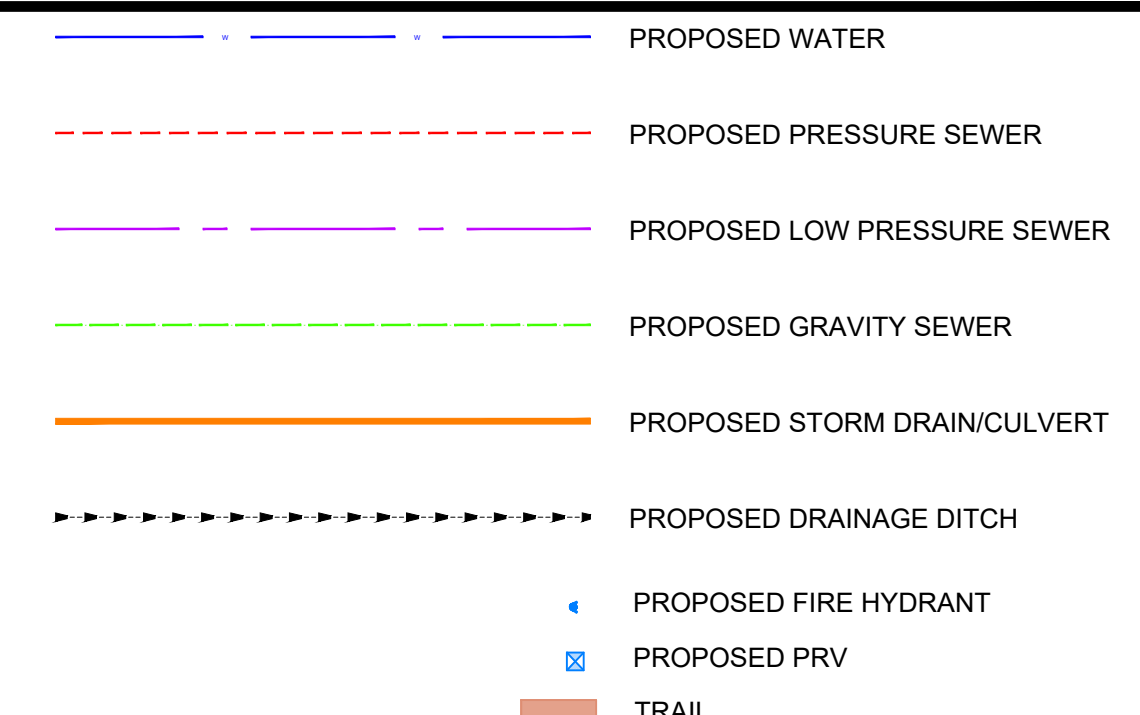 W W PROPOSED WATER
PROPOSED PRESSURE SEWER
PROPOSED LOW PRESSURE SEWER
PROPOSED GRAVITY SEWER
PROPOSED STORM DRAIN/CULVERT
PROPOSED DRAINAGE DITCH
PROPOSED FIRE HYDRANT
PROPOSED PRV
TRAIL